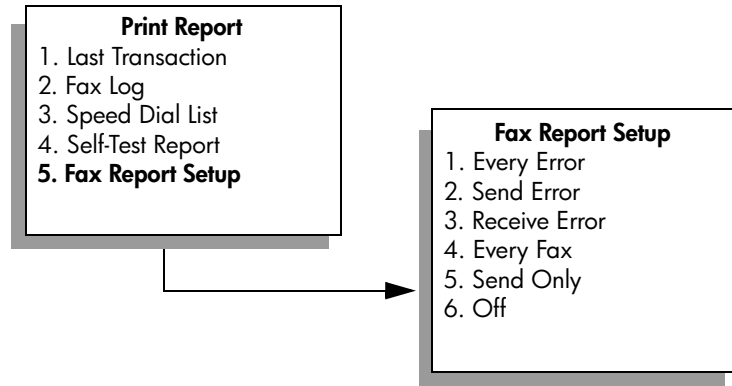 Print Report
1. Last Transaction
2. Fax Log
3. Speed Dial List
4. Self-Test Report
5. Fax Report Setup
Fax Report Setup
1. Every Error
2. Send Error
3. Receive Error
4. Every Fax
5. Send Only
6. Off